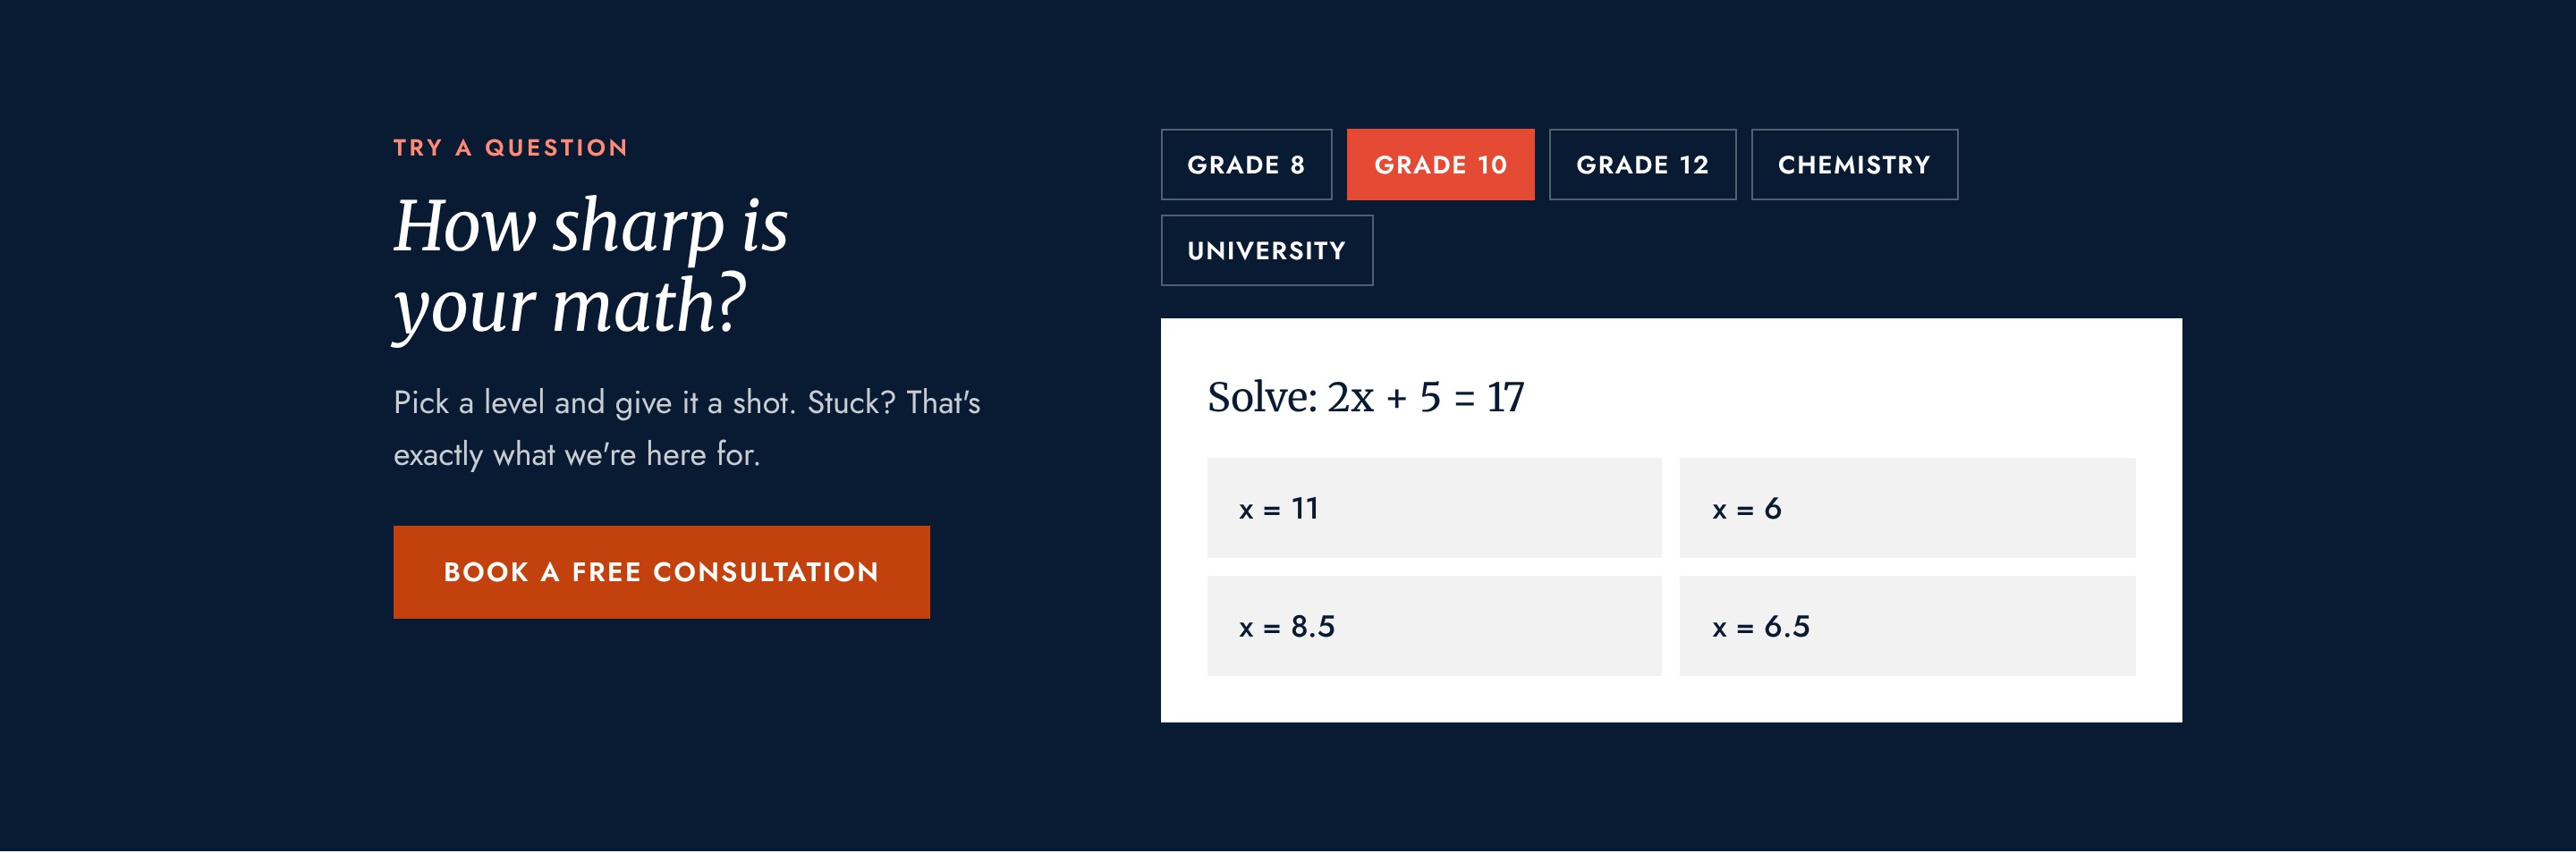 TRY A QUESTION
How sharp is
your math?
Pick a level and give it a shot. Stuck? That's
exactly what we're here for.
BOOK A FREE CONSULTATION
GRADE 8
GRADE 10
GRADE 12
CHEMISTRY
UNIVERSITY
Solve: 2x + 5 = 17
x = 11
x = 6
x = 8.5
x = 6.5